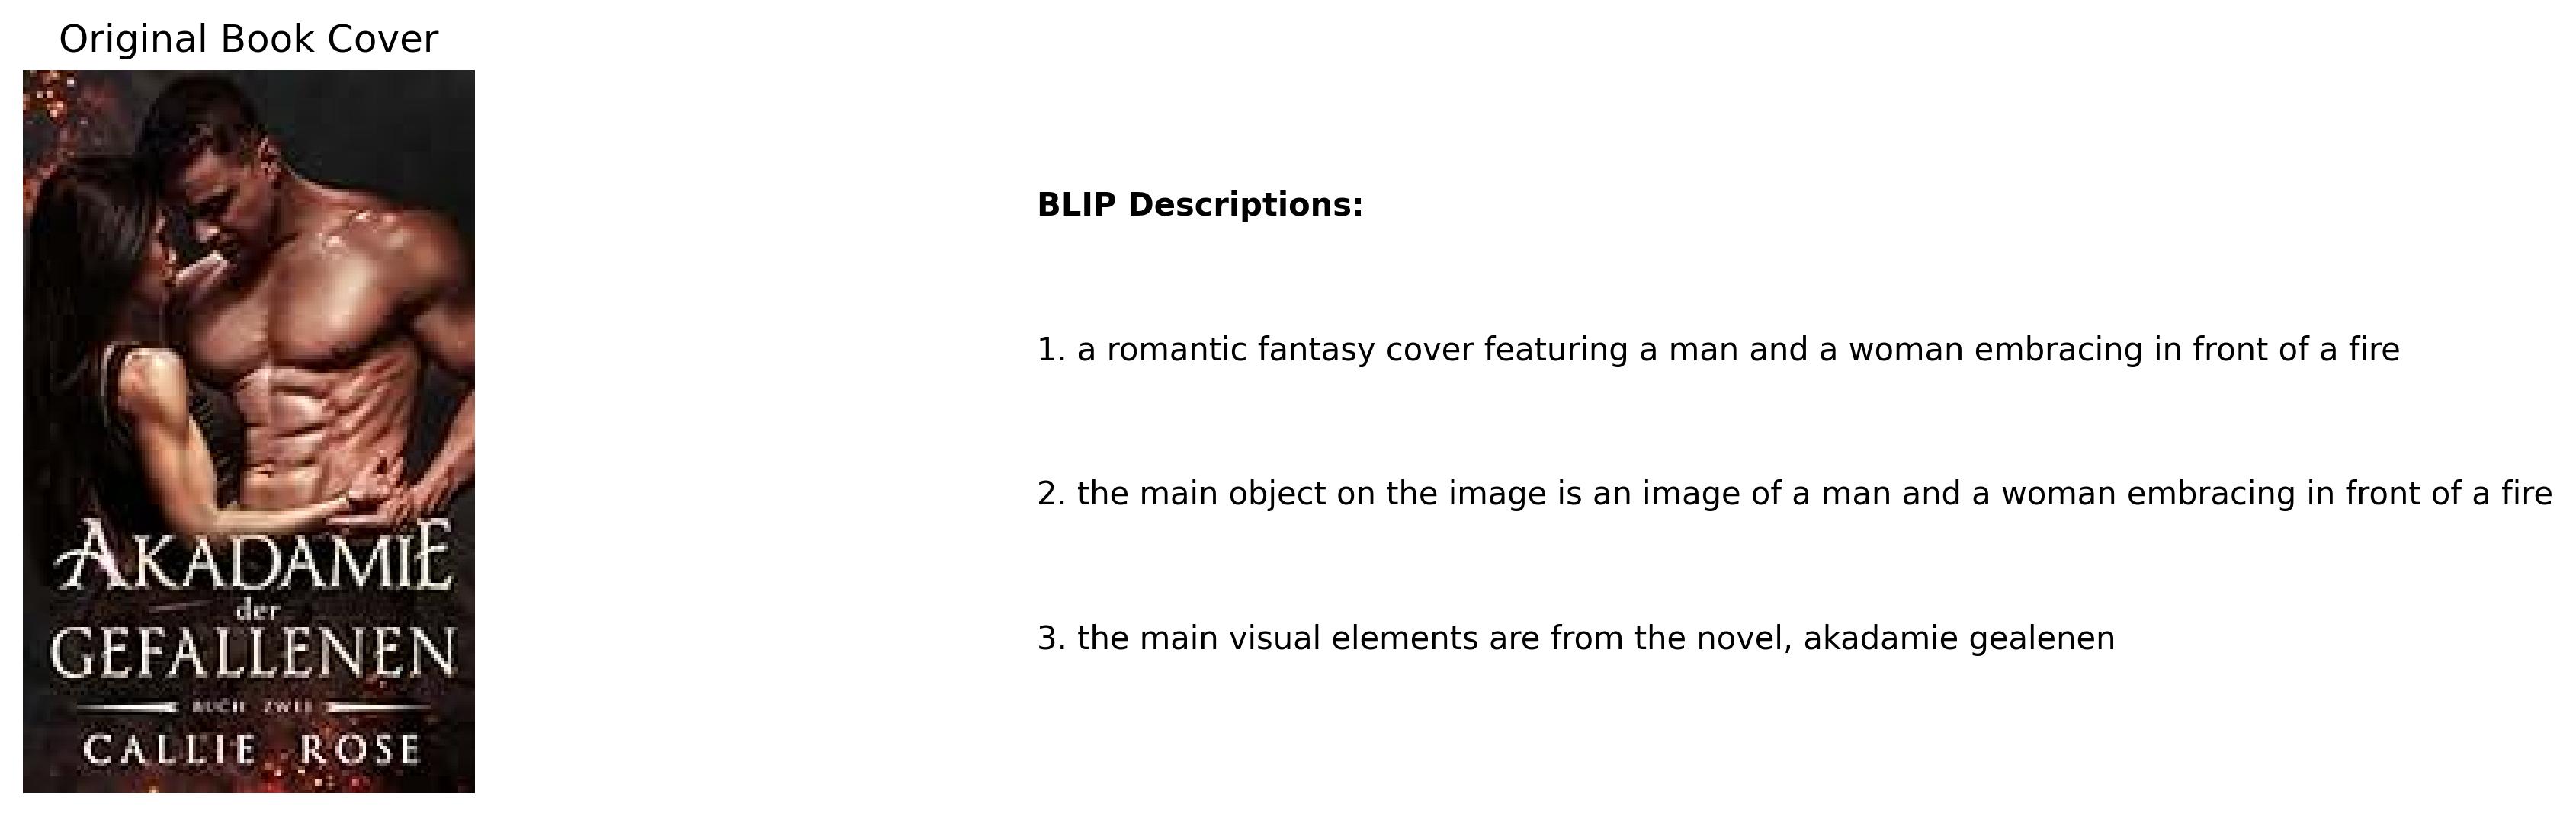 Original Book Cover
AKADAMIE
der
GEFALLENEN
BUCH ZWEI
CALLIE ROSE
BLIP Descriptions:
1. a romantic fantasy cover featuring a man and a woman embracing in front of a fire
2. the main object on the image is an image of a man and a woman embracing in front of a fire
3. the main visual elements are from the novel, akadamie gealenen